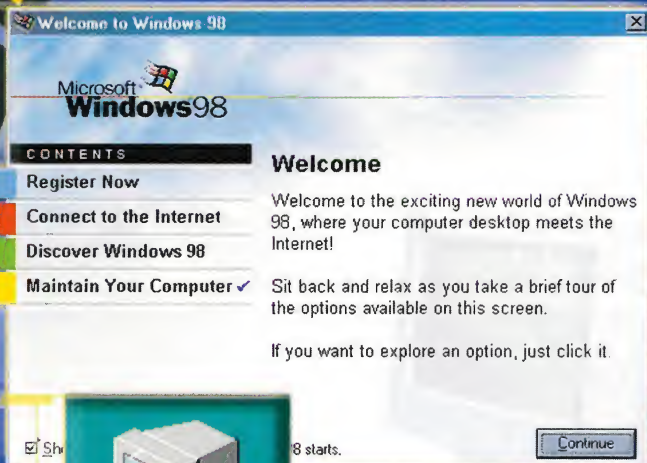 Welcome to Windows 98
Microsoft
Windows98
CONTENTS
Register Now
Connect to the Internet
Discover Windows 98
Maintain Your Computer ✓
Welcome
Welcome to the exciting new world of Windows
98, where your computer desktop meets the
Internet!
Sit back and relax as you take a brief tour of
the options available on this screen.
If you want to explore an option, just click it.
8 starts.
Continue